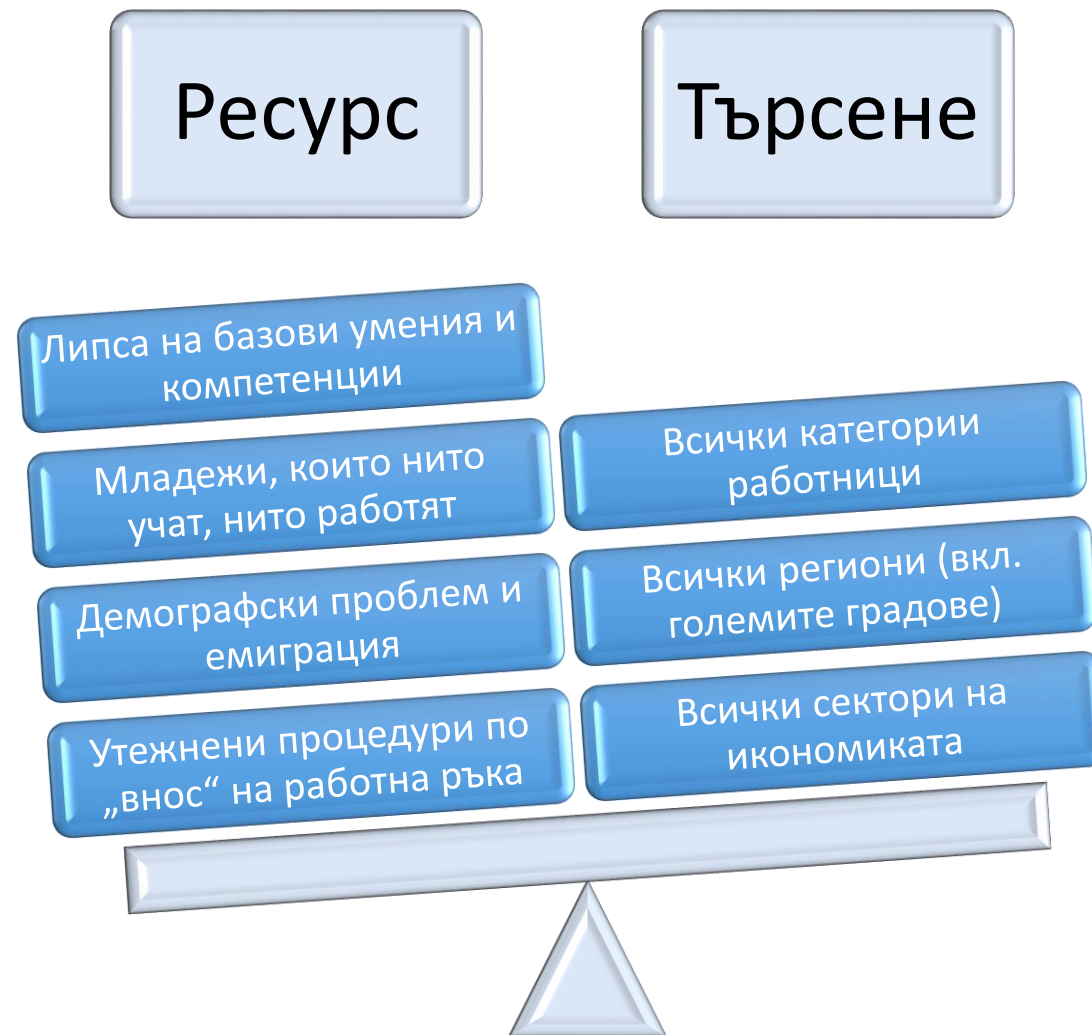 Ресурс
Търсене
Липса на базови умения и
компетенции
Младежи, които нито
учат, нито работят
Демографски проблем и
емиграция
Утежнени процедури по
„внос“ на работна ръка
Всички категории
работници
Всички региони (вкл.
големите градове)
Всички сектори на
икономиката